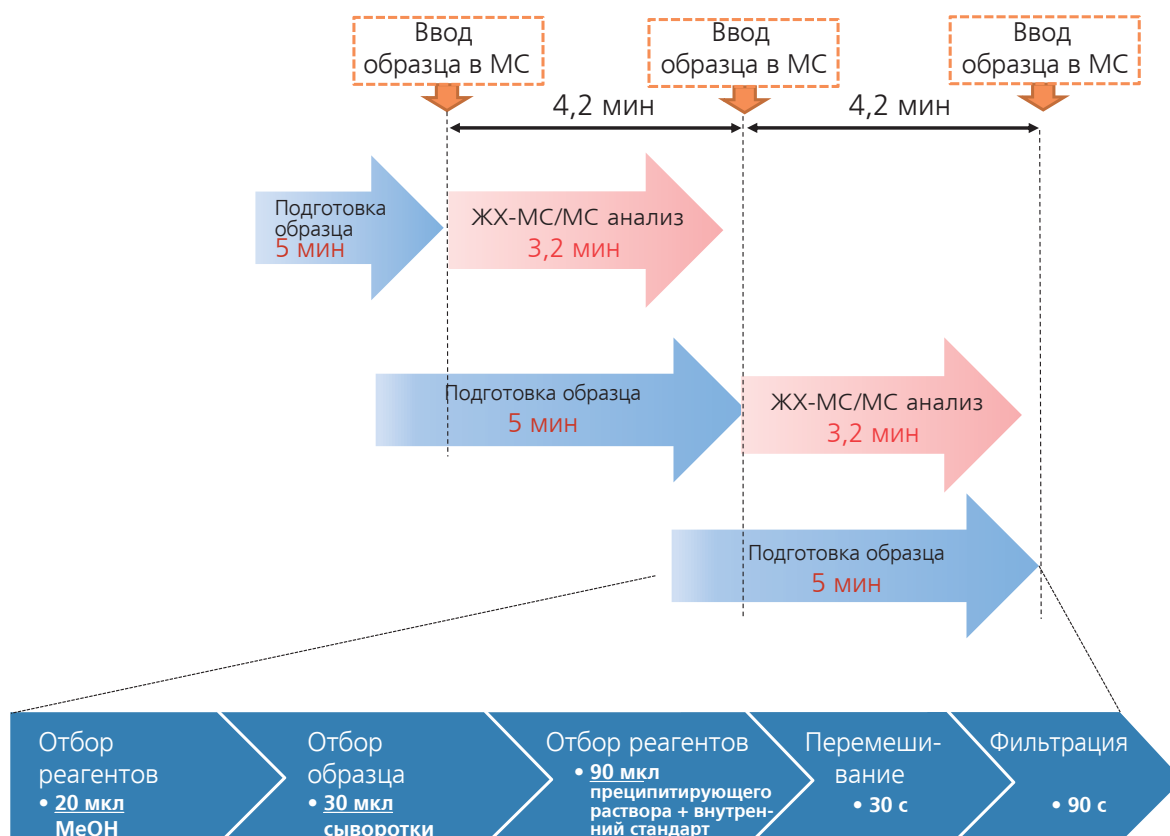 Ввод
образца в МС
Ввод
образца в МС
Ввод
образца в МС
4,2 мин
4,2 мин
Подготовка
образца
5 мин
ЖХ-МС/МС анализ
3,2 мин
Подготовка образца
5 мин
ЖХ-МС/МС анализ
3,2 мин
Подготовка образца
5 мин
Отбор
реагентов
• 20 мкл
MeOH
Отбор
образца
• 30 мкл
сыворотки
Отбор реагентов
• 90 мкл
преципитирующего
раствора + внутрен-
ний стандарт
Перемеши-
вание
• 30 с
Фильтрация
• 90 с